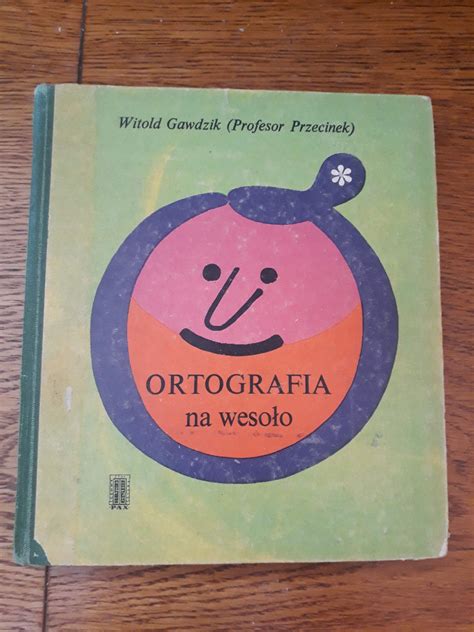 Witold Gawdzik (Profesor Przecinek)
ORTOGRAFIA
na wesoło
PAX